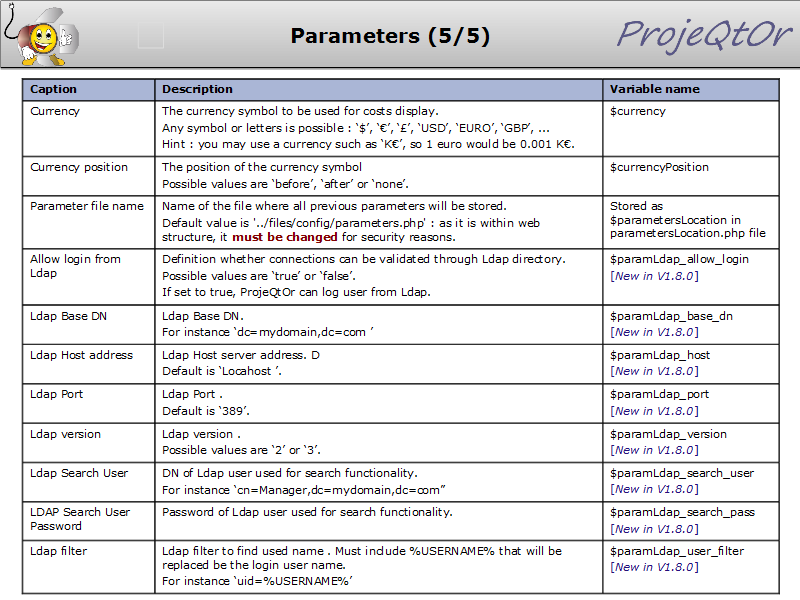 Parameters (5/5)
ProjeQtOr
Caption Description Variable name
Currency The currency symbol to be used for costs display. $currency
Any symbol or letters is possible : ‘$’, ‘€’, ‘£’, ‘USD’, ‘EURO’, ‘GBP’, ...
Hint : you may use a currency such as ‘K€’, so 1 euro would be 0.001 K€.
Currency position The position of the currency symbol $currencyPosition
Possible values are ‘before’, ‘after’ or ‘none’.
Parameter file name Name of the file where all previous parameters will be stored. Stored as
Default value is '../files/config/parameters.php' : as it is within web $parametersLocation in
structure, it must be changed for security reasons. parametersLocation.php file
Allow login from Definition whether connections can be validated through Ldap directory. $paramLdap_allow_login
Ldap Possible values are ‘true’ or ‘false’. [New in V1.8.0]
If set to true, ProjeQtOr can log user from Ldap.
Ldap Base DN Ldap Base DN. $paramLdap_base_dn
For instance ‘dc=mydomain,dc=com ’ [New in V1.8.0]
Ldap Host address Ldap Host server address. D $paramLdap_host
Default is ‘Locahost ’. [New in V1.8.0]
Ldap Port Ldap Port . $paramLdap_port
Default is ‘389’. [New in V1.8.0]
Ldap version Ldap version . $paramLdap_version
Possible values are ‘2’ or ‘3’. [New in V1.8.0]
Ldap Search User DN of Ldap user used for search functionality. $paramLdap_search_user
For instance ‘cn=Manager,dc=mydomain,dc=com” [New in V1.8.0]
LDAP Search User Password of Ldap user used for search functionality. $paramLdap_search_pass
Password [New in V1.8.0]
Ldap filter Ldap filter to find used name . Must include %USERNAME% that will be $paramLdap_user_filter
replaced be the login user name. [New in V1.8.0]
For instance ‘uid=%USERNAME%’